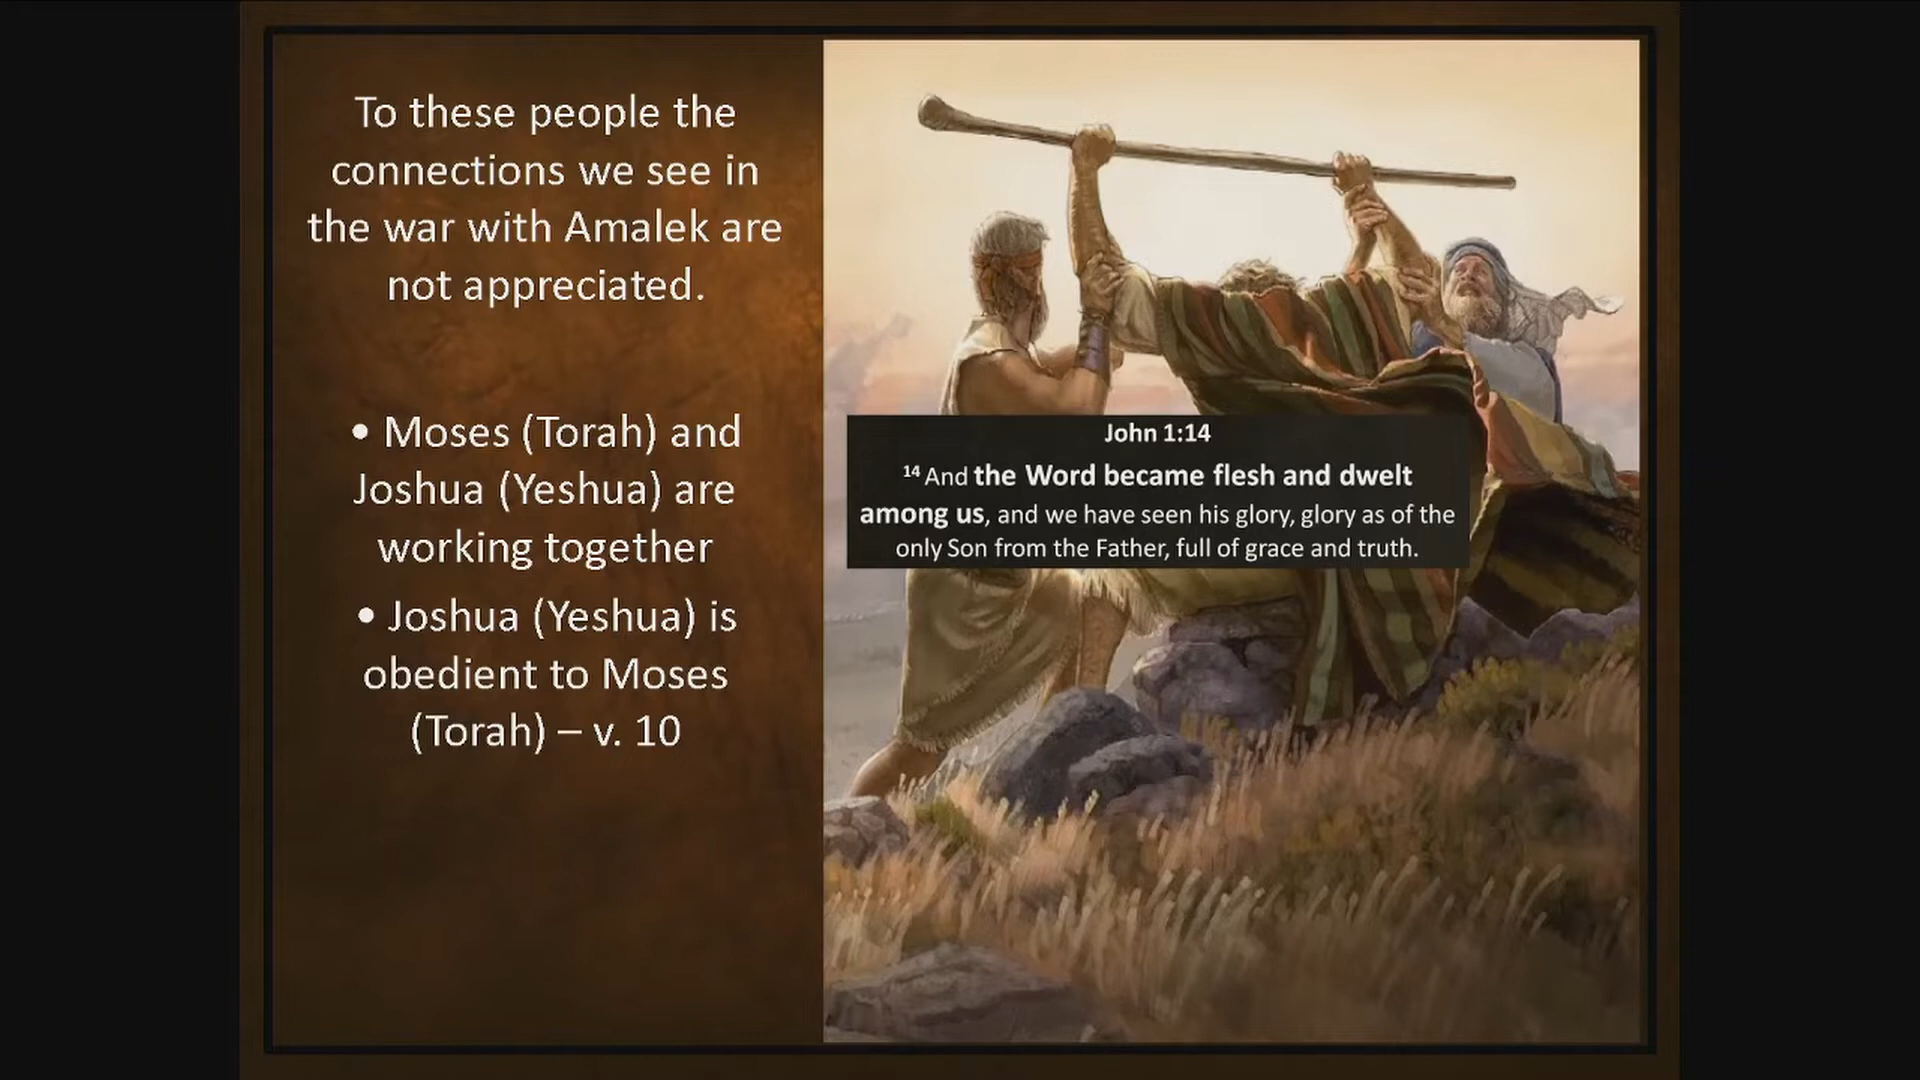 To these people the
connections we see in
the war with Amalek are
not appreciated.
• Moses (Torah) and
Joshua (Yeshua) are
working together
• Joshua (Yeshua) is
obedient to Moses
(Torah) – v. 10
John 1:14
14 And the Word became flesh and dwelt
among us, and we have seen his glory, glory as of the
only Son from the Father, full of grace and truth.